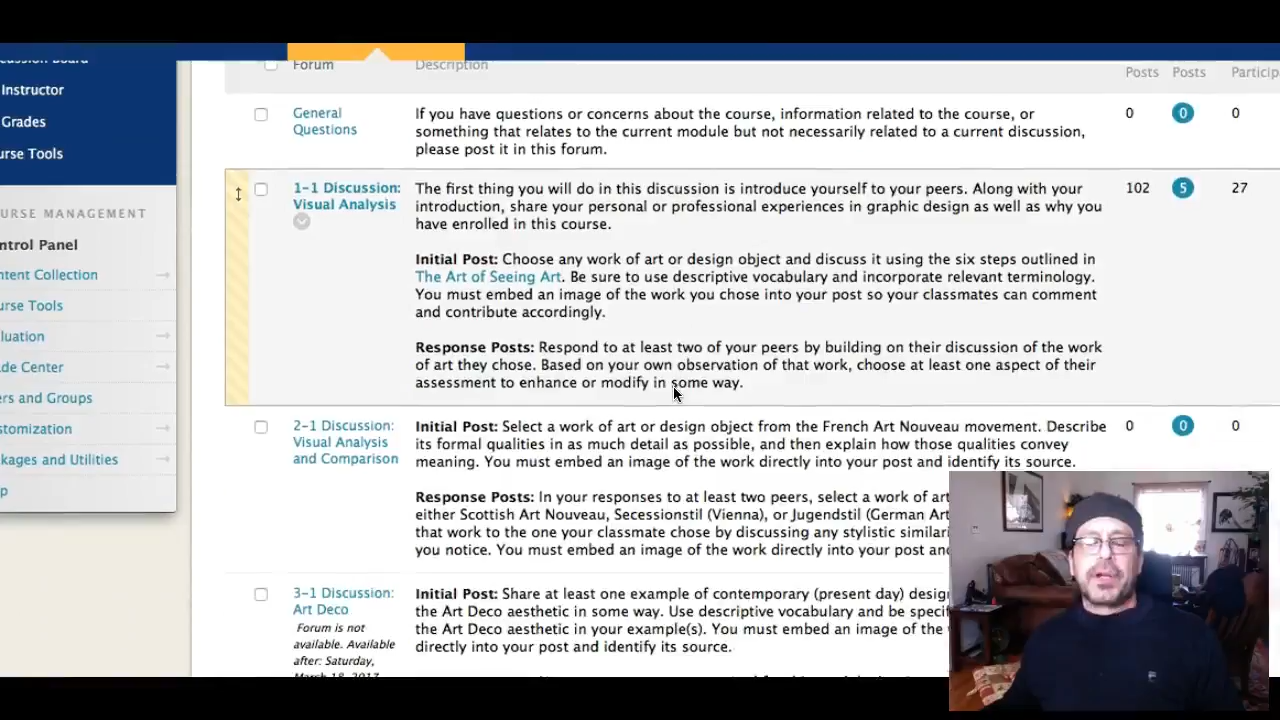 Instructor
Grades
urse Tools
URSE MANAGEMENT
ntrol Panel
ntent Collection
urse Tools
luation
de Center
ers and Groups
stomization
kages and Utilities
p
Forum
Description
Posts
Posts
Particip
General
Questions
If you have questions or concerns about the course, information related to the course, or
something that relates to the current module but not necessarily related to a current discussion,
please post it in this forum.
0
0
0
1-1 Discussion:
Visual Analysis
The first thing you will do in this discussion is introduce yourself to your peers. Along with your
introduction, share your personal or professional experiences in graphic design as well as why you
have enrolled in this course.
Initial Post: Choose any work of art or design object and discuss it using the six steps outlined in
The Art of Seeing Art. Be sure to use descriptive vocabulary and incorporate relevant terminology.
You must embed an image of the work you chose into your post so your classmates can comment
and contribute accordingly.
Response Posts: Respond to at least two of your peers by building on their discussion of the work
of art they chose. Based on your own observation of that work, choose at least one aspect of their
assessment to enhance or modify in some way.
102
5
27
2-1 Discussion:
Visual Analysis
and Comparison
Initial Post: Select a work of art or design object from the French Art Nouveau movement. Describe
its formal qualities in as much detail as possible, and then explain how those qualities convey
meaning. You must embed an image of the work directly into your post and identify its source.
Response Posts: In your responses to at least two peers, select a work of art
either Scottish Art Nouveau, Secessionstil (Vienna), or Jugendstil (German Art
that work to the one your classmate chose by discussing any stylistic similari
you notice. You must embed an image of the work directly into your post and
0
0
0
3-1 Discussion:
Art Deco
Forum is not
available. Available
after: Saturday,
March 18, 2017
Initial Post: Share at least one example of contemporary (present day) desig
the Art Deco aesthetic in some way. Use descriptive vocabulary and be specif
the Art Deco aesthetic in your example(s). You must embed an image of the
directly into your post and identify its source.